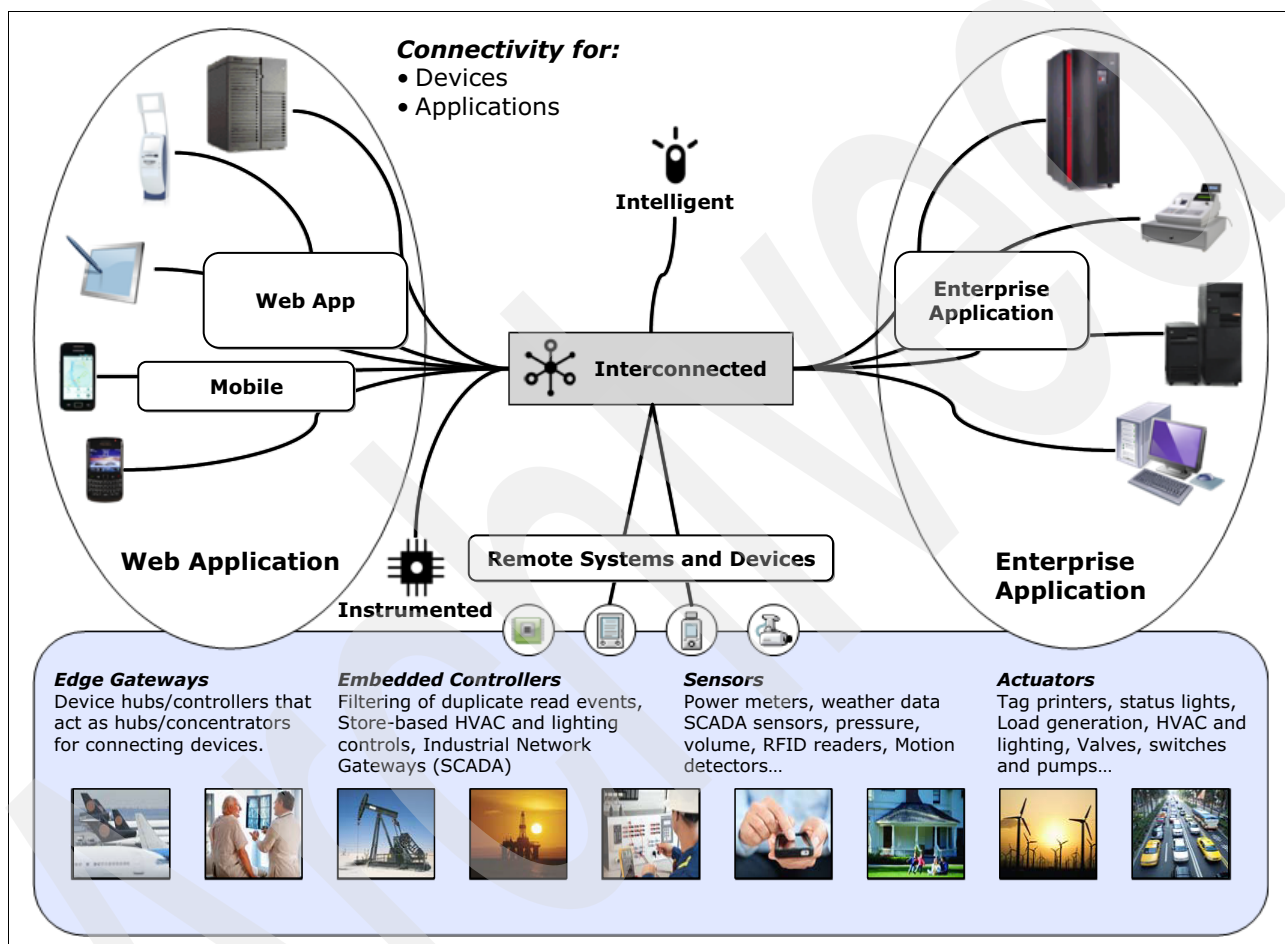 Connectivity for:
• Devices
• Applications
Intelligent
Web App
Enterprise
Application
Interconnected
Mobile
Web Application
Remote Systems and Devices
Enterprise
Application
Instrumented
Edge Gateways
Device hubs/controllers that
act as hubs/concentrators
for connecting devices.
Embedded Controllers
Filtering of duplicate read events,
Store-based HVAC and lighting
controls, Industrial Network
Gateways (SCADA)
Sensors
Power meters, weather data
SCADA sensors, pressure,
volume, RFID readers, Motion
detectors…
Actuators
Tag printers, status lights,
Load generation, HVAC and
lighting, Valves, switches
and pumps…
Archived